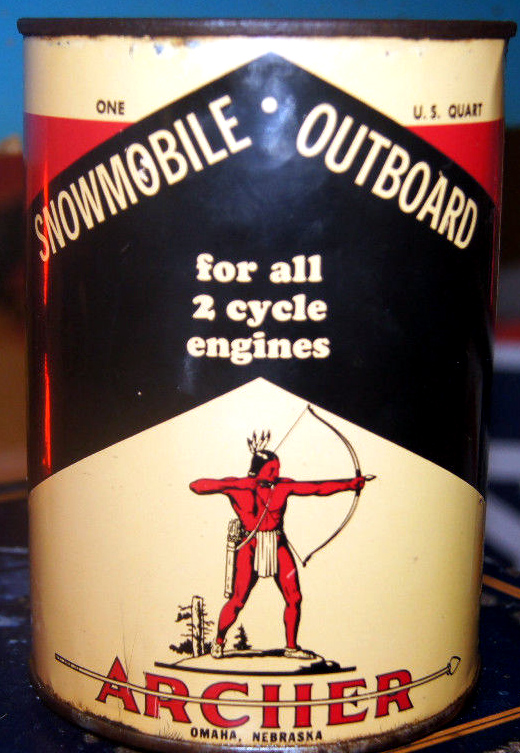 ONE
U.S. QUART
SNOWMOBILE • OUTBOARD
for all
2 cycle
engines
ARCHER
OMAHA, NEBRASKA